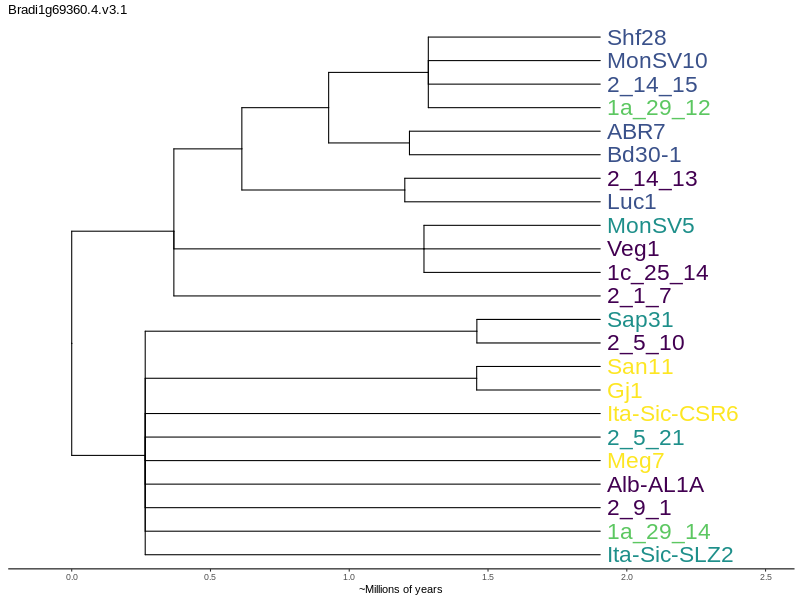 Bradi1g69360.4.v3.1
Shf28
MonSV10
2_14_15
1a_29_12
ABR7
Bd30-1
2_14_13
Luc1
MonSV5
Veg1
1c_25_14
2_1_7
Sap31
2_5_10
San11
Gj1
Ita-Sic-CSR6
2_5_21
Meg7
Alb-AL1A
2_9_1
1a_29_14
Ita-Sic-SLZ2
0.0 0.5 1.0 1.5 2.0 2.5
~Millions of years